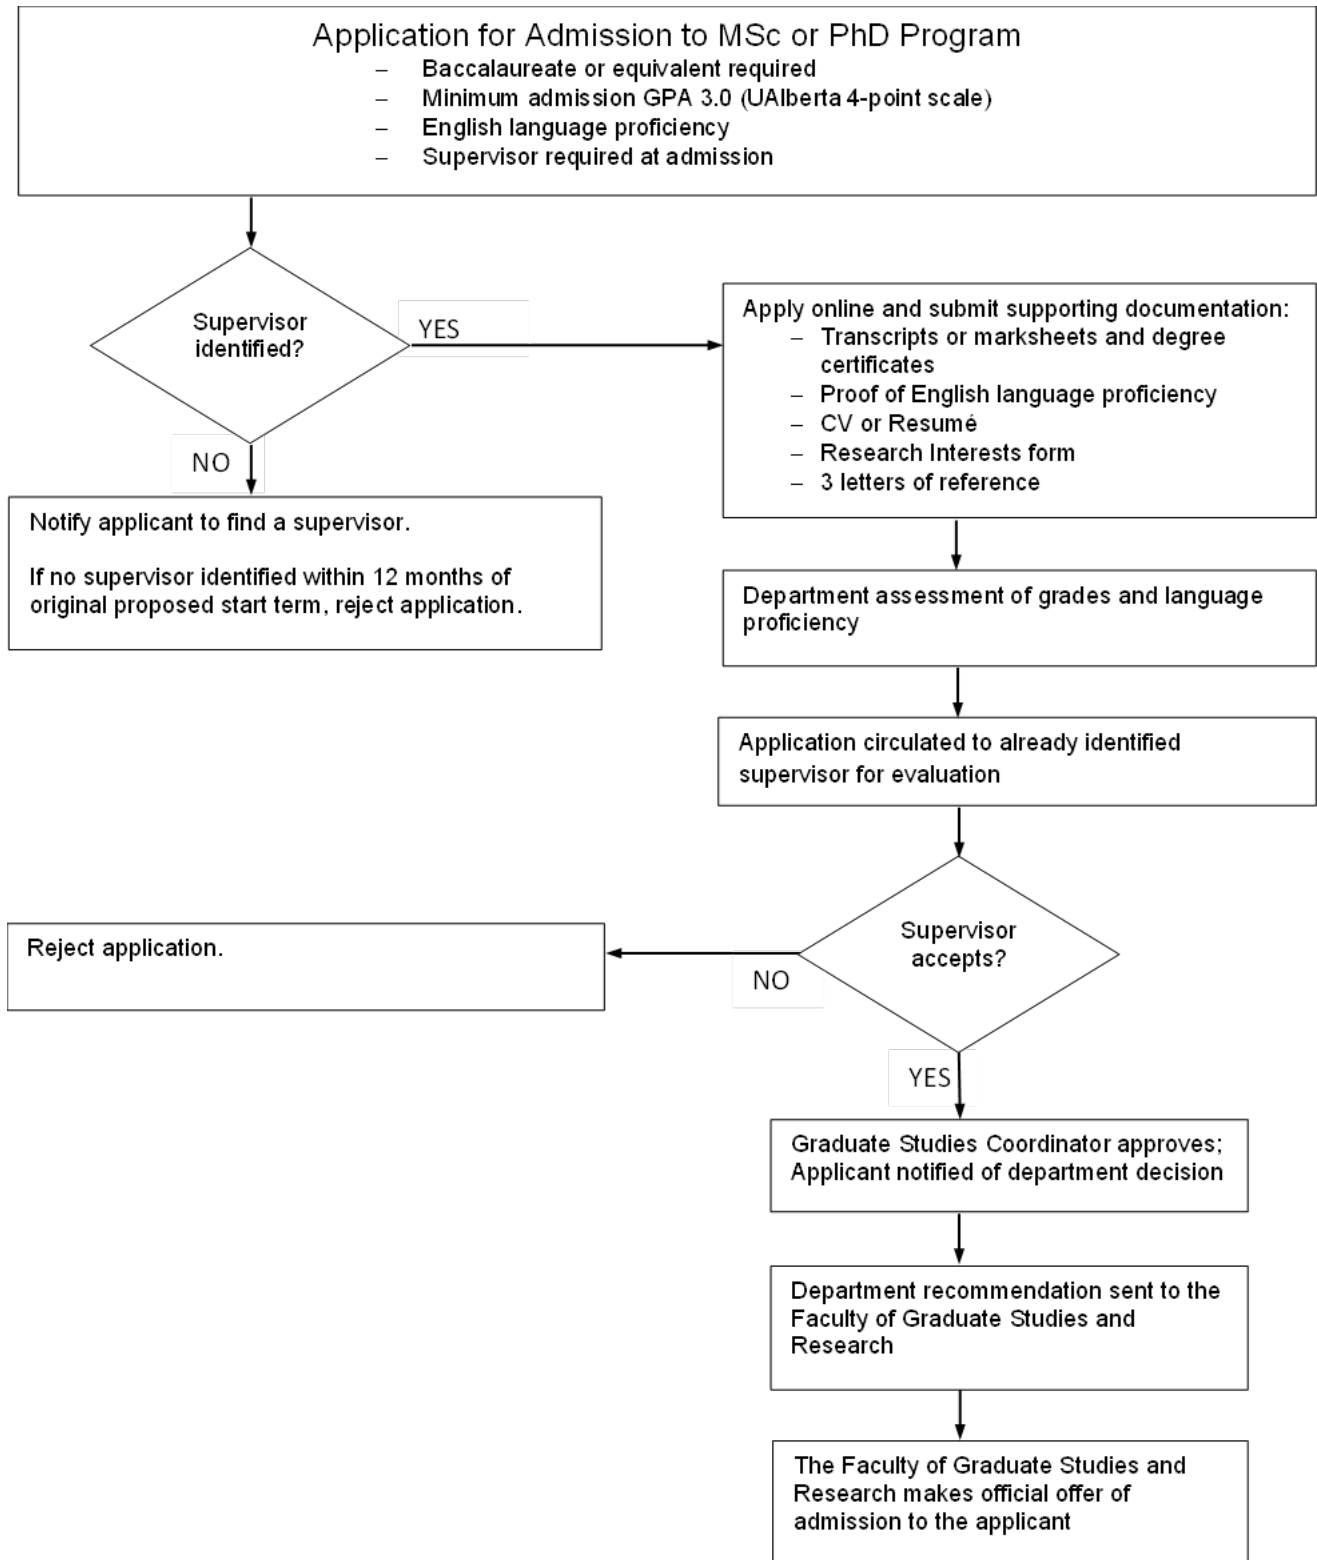 Application for Admission to MSc or PhD Program
– Baccalaureate or equivalent required
– Minimum admission GPA 3.0 (UAlberta 4-point scale)
– English language proficiency
– Supervisor required at admission
Supervisor
identified?
YES
NO
Notify applicant to find a supervisor.
If no supervisor identified within 12 months of
original proposed start term, reject application.
Apply online and submit supporting documentation:
– Transcripts or marksheets and degree
certificates
– Proof of English language proficiency
– CV or Resumé
– Research Interests form
– 3 letters of reference
Department assessment of grades and language
proficiency
Application circulated to already identified
supervisor for evaluation
Supervisor
accepts?
NO
Reject application.
YES
Graduate Studies Coordinator approves;
Applicant notified of department decision
Department recommendation sent to the
Faculty of Graduate Studies and
Research
The Faculty of Graduate Studies and
Research makes official offer of
admission to the applicant